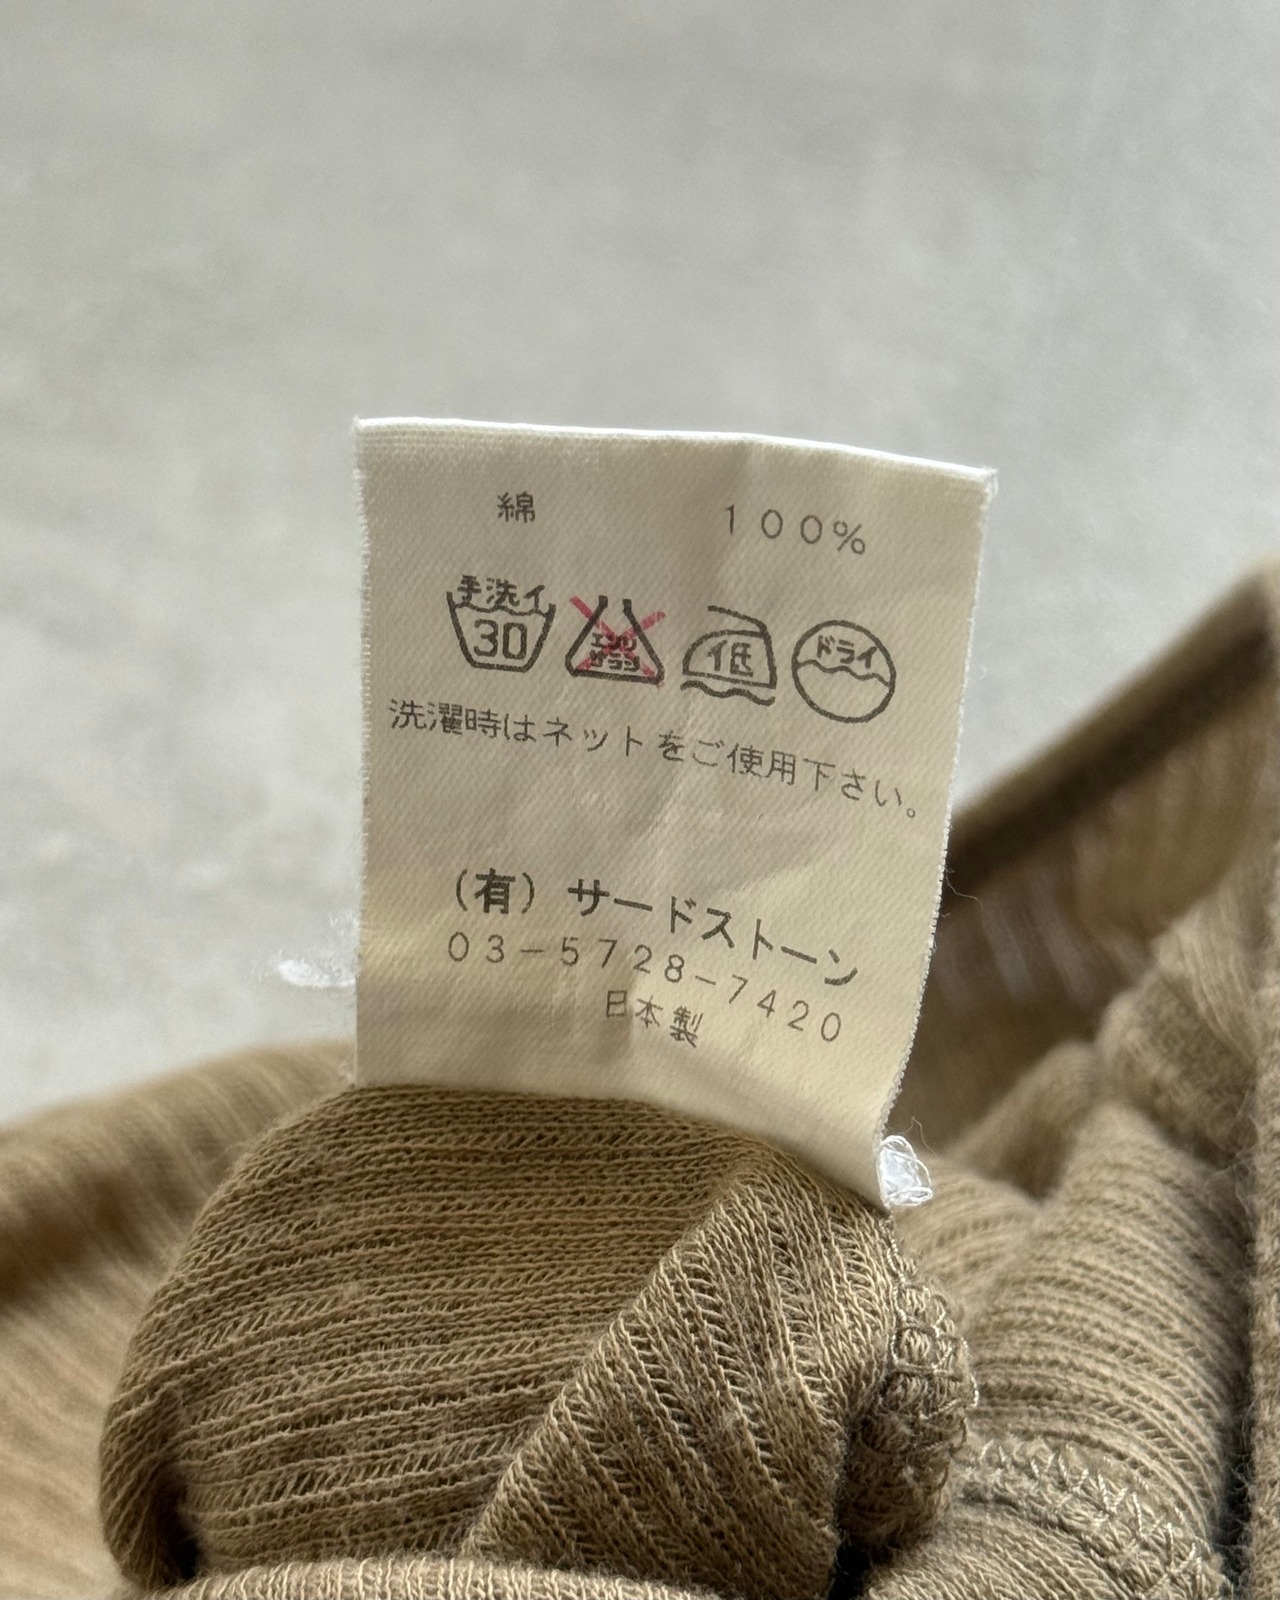 綿 100%
手洗イ
30
エンソ
サラシ
低
ドライ
洗濯時はネットをご使用下さい。
(有) サードストーン
03-5728-7420
日本製